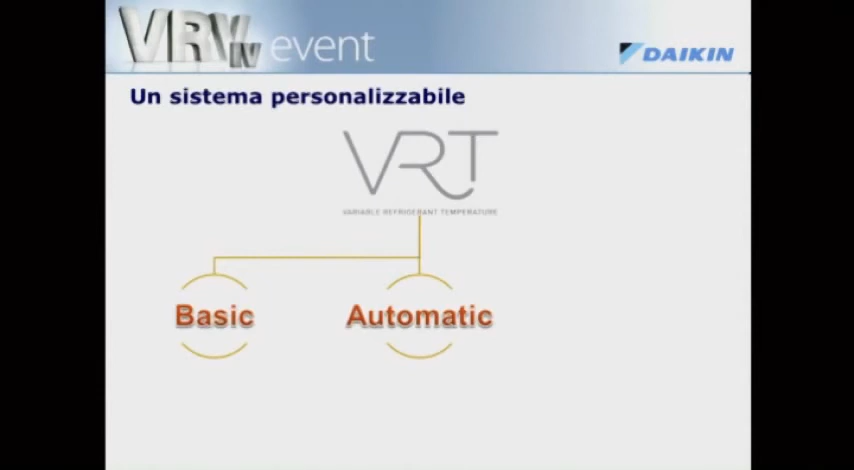 VRV IV event
DAIKIN
Un sistema personalizzabile
VRT
VARIABLE REFRIGERANT TEMPERATURE
Basic
Automatic